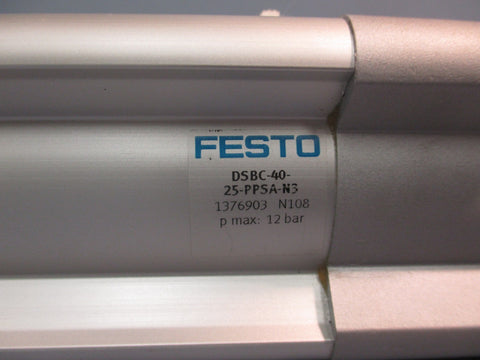 FESTO
DSBC-40-
25-PPSA-N3
1376903 N108
p max: 12 bar